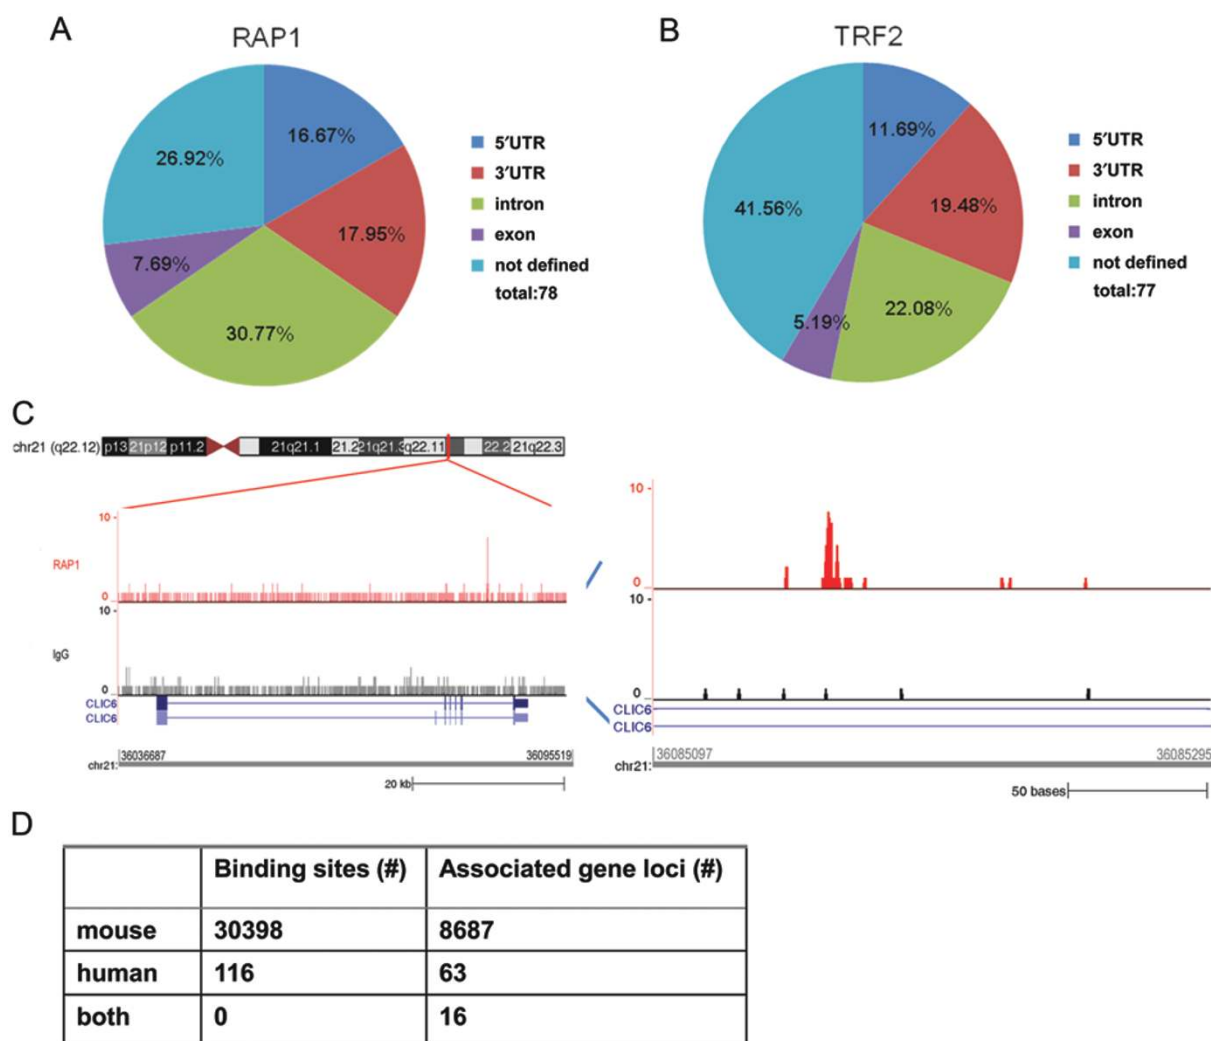 A
RAP1
16.67%
17.95%
30.77%
7.69%
26.92%
5′UTR
3′UTR
intron
exon
not defined
total:78
B
TRF2
11.69%
19.48%
22.08%
5.19%
41.56%
5′UTR
3′UTR
intron
exon
not defined
total:77
C
chr21 (q22.12) p13 21p12 p11.2 21q21.1 21.2 21q21.3 q22.11 22.2 21q22.3
10
RAP1
0
10
IgG
0
CLIC6
CLIC6
36036687 36095519
chr21:
20 kb
10
0
10
0
CLIC6
CLIC6
36085097 36085295
chr21:
50 bases
D
Binding sites (#) Associated gene loci (#)
mouse 30398 8687
human 116 63
both 0 16